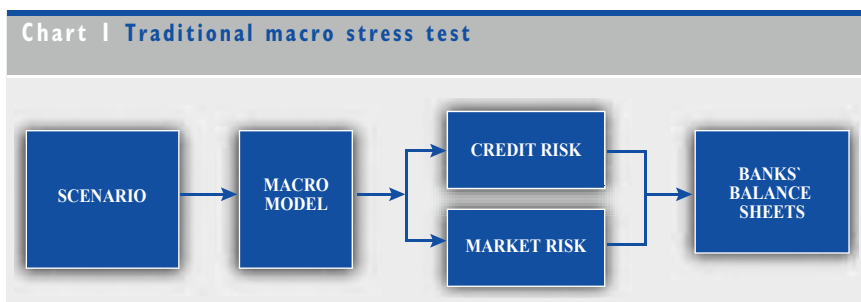 Chart 1 Traditional macro stress test
SCENARIO
MACRO
MODEL
CREDIT RISK
MARKET RISK
BANKS`
BALANCE
SHEETS